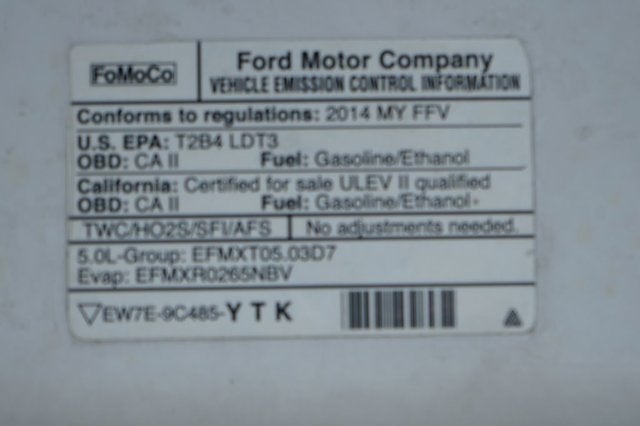 FoMoCo
Ford Motor Company
VEHICLE EMISSION CONTROL INFORMATION
Conforms to regulations: 2014 MY FFV
U.S. EPA: T2B4 LDT3
OBD: CA II Fuel: Gasoline/Ethanol
California: Certified for sale ULEV II qualified
OBD: CA II Fuel: Gasoline/Ethanol
TWC/HO2S/SFI/AFS No adjustments needed.
5.0L-Group: EFMXT05.03D7
Evap: EFMXR0265NBV
EW7E-9C485-YTK